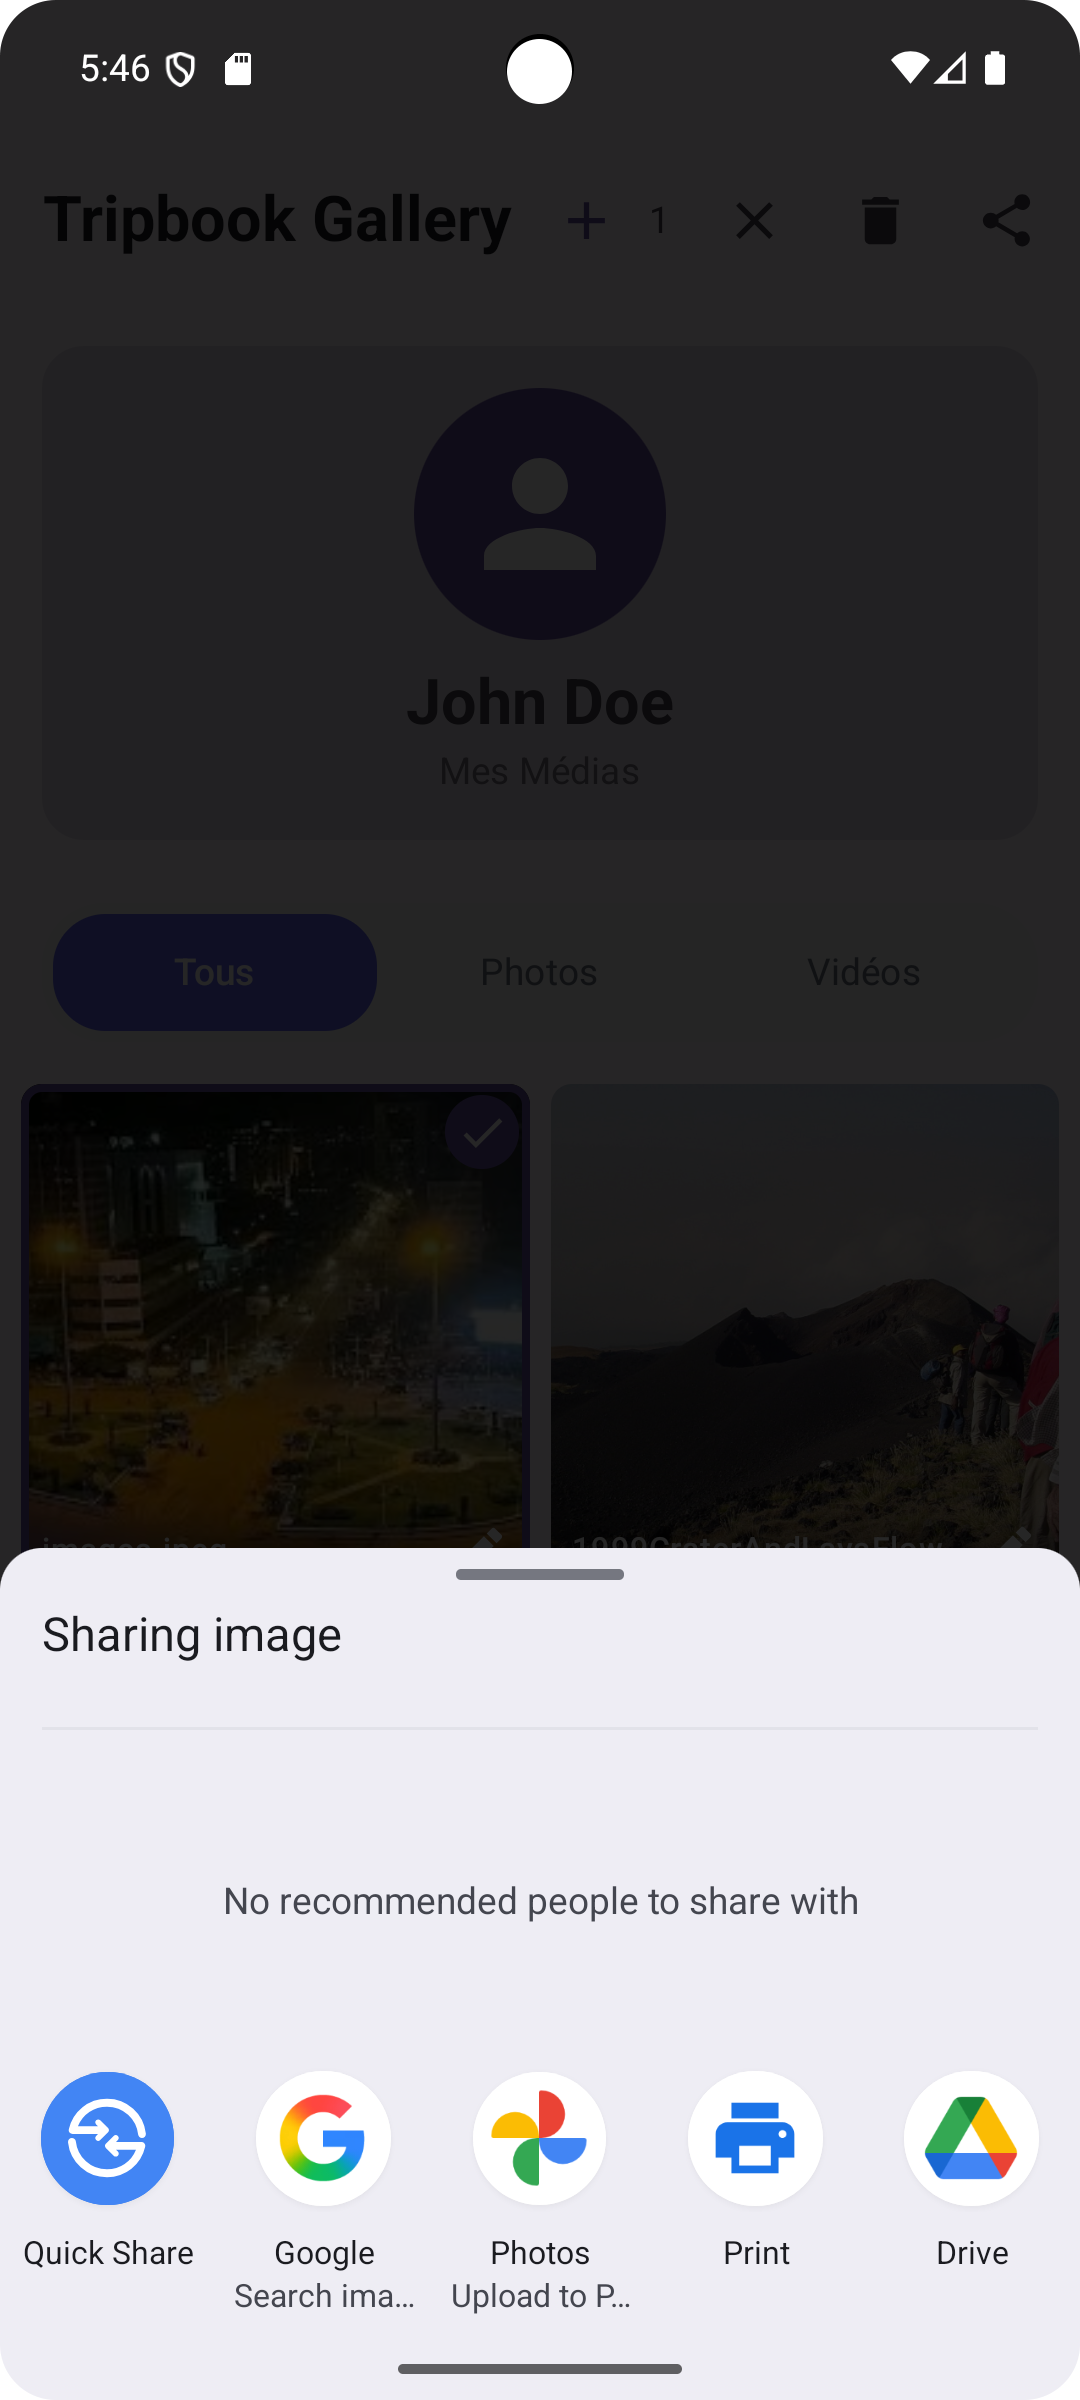 5:46
Tripbook Gallery
1
John Doe
Mes Médias
Tous
Photos
Vidéos
images.jpeg
1999CraterAndLavaFlow
Sharing image
No recommended people to share with
Quick Share
Google
Search ima…
Photos
Upload to P…
Print
Drive